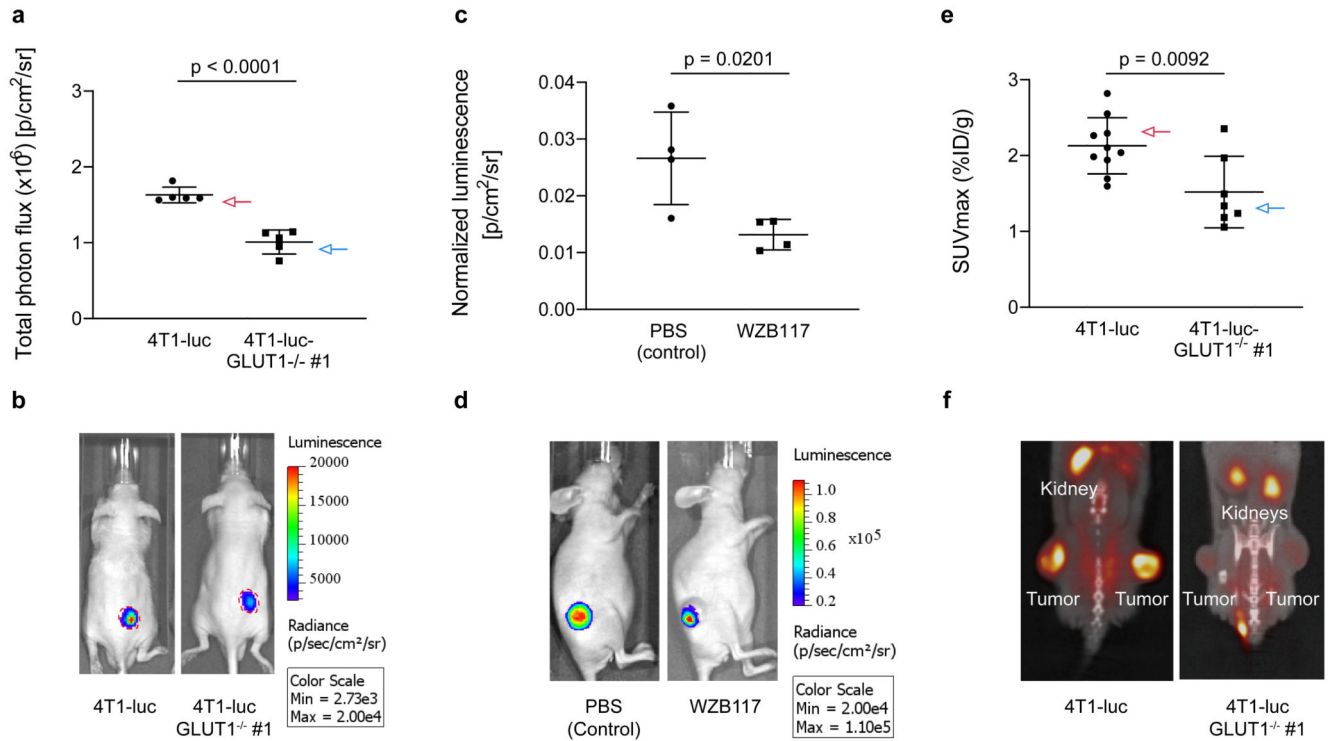 a
Total photon flux (x10⁶) [p/cm²/sr]
p < 0.0001
3
2
1
0
4T1-luc
4T1-luc-
GLUT1-/- #1
c
Normalized luminescence
[p/cm²/sr]
p = 0.0201
0.04
0.03
0.02
0.01
0.00
PBS
(control)
WZB117
e
SUVmax (%ID/g)
p = 0.0092
3
2
1
0
4T1-luc
4T1-luc-
GLUT1⁻/⁻ #1
b
Luminescence
20000
15000
10000
5000
Radiance
(p/sec/cm²/sr)
Color Scale
Min = 2.73e3
Max = 2.00e4
4T1-luc
4T1-luc
GLUT1⁻/⁻ #1
d
Luminescence
1.0
0.8
0.6
0.4
0.2
x10⁵
Radiance
(p/sec/cm²/sr)
Color Scale
Min = 2.00e4
Max = 1.10e5
PBS
(Control)
WZB117
f
Kidney
Tumor
Tumor
Kidneys
Tumor
Tumor
4T1-luc
4T1-luc
GLUT1⁻/⁻ #1